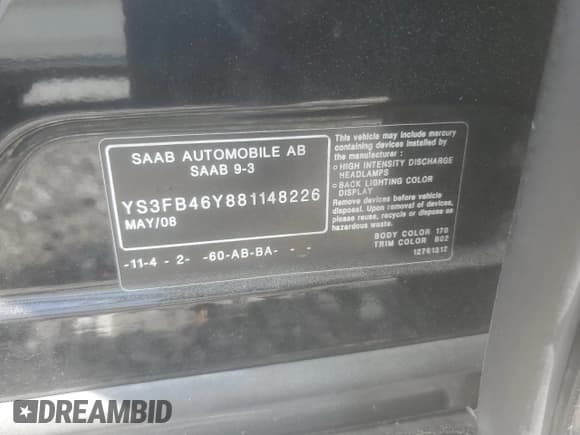 SAAB AUTOMOBILE AB
SAAB 9-3
YS3FB46Y881148226
MAY/08
-11-4 - 2- -60-AB-BA- - -
This vehicle may include mercury
containing devices installed by
the manufacturer :
○ HIGH INTENSITY DISCHARGE
HEADLAMPS
○ BACK LIGHTING COLOR
DISPLAY
Remove devices before vehicle
disposal. Upon removal of devices,
please reuse, recycle or dispose as
hazardous waste.
BODY COLOR 170
TRIM COLOR B02
12761312
DREAMBID